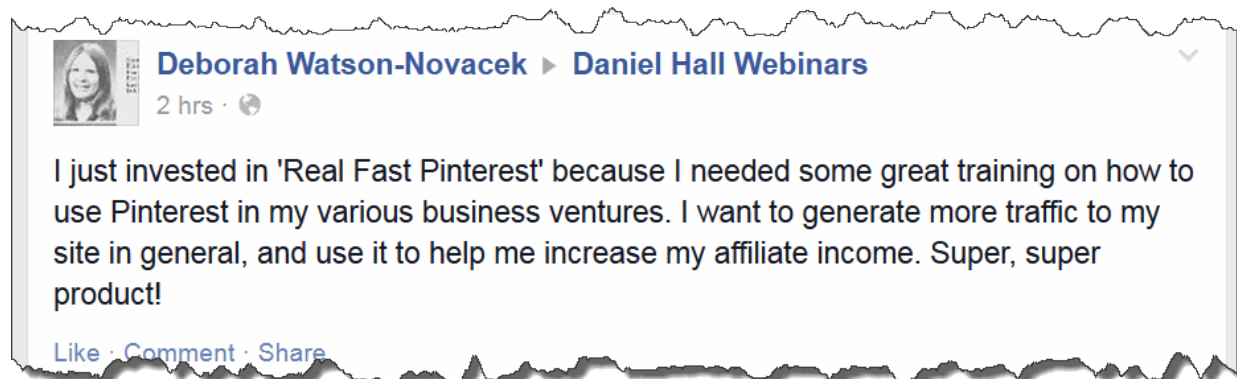 Deborah Watson-Novacek ▶ Daniel Hall Webinars
2 hrs ·
I just invested in 'Real Fast Pinterest' because I needed some great training on how to
use Pinterest in my various business ventures. I want to generate more traffic to my
site in general, and use it to help me increase my affiliate income. Super, super
product!
Like · Comment · Share